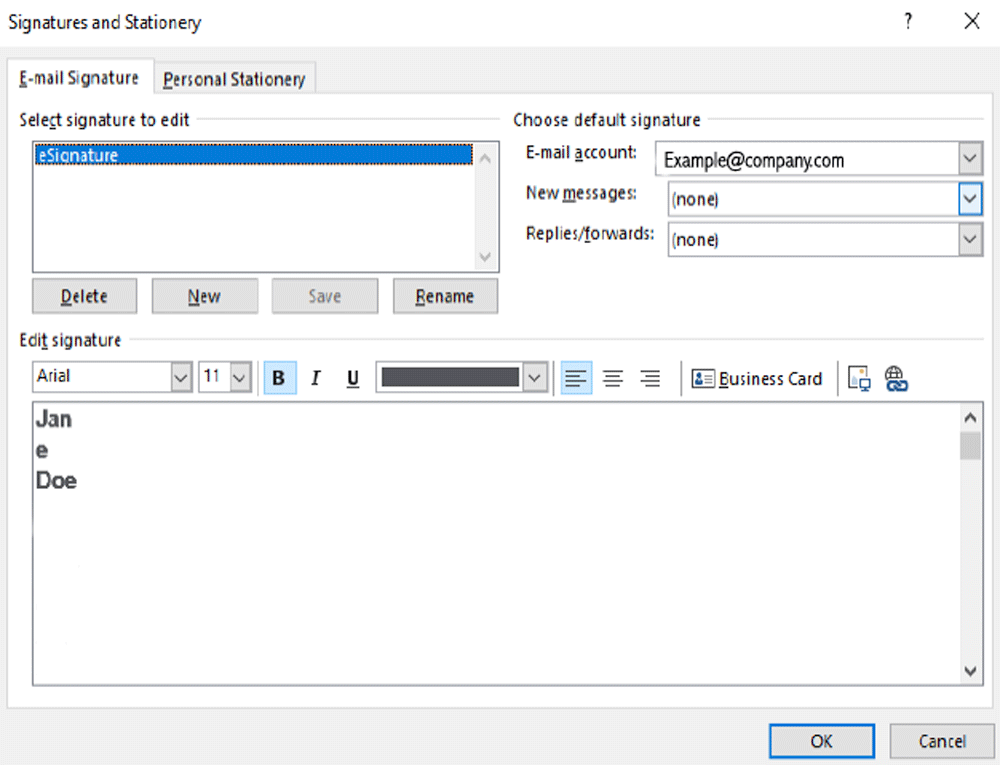 Signatures and Stationery ? 
E-mail Signature Personal Stationery
Select signature to edit
eSignature
Delete New Save Rename
Choose default signature
E-mail account: Example@company.com
New messages: (none)
Replies/forwards: (none)
Edit signature
Arial 11 B I U Business Card
Jan
e
Doe
OK Cancel